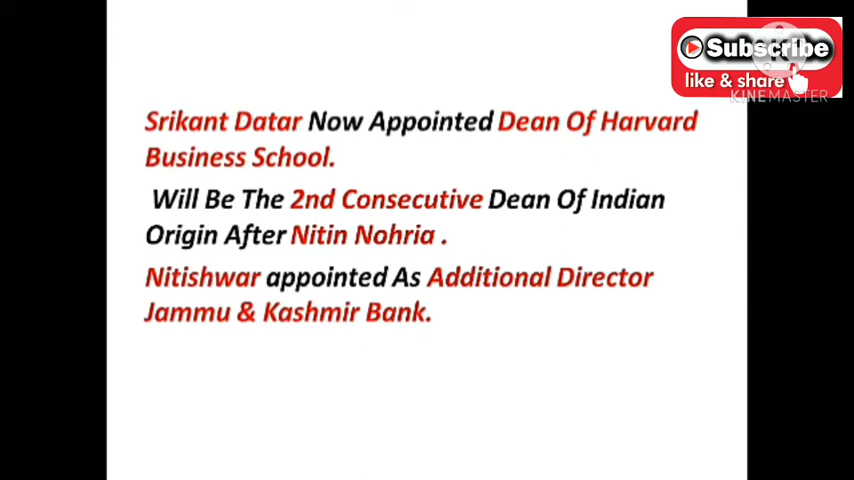 Subscribe
like & share
KINEMASTER
Srikant Datar Now Appointed Dean Of Harvard
Business School.
Will Be The 2nd Consecutive Dean Of Indian
Origin After Nitin Nohria .
Nitishwar appointed As Additional Director
Jammu & Kashmir Bank.